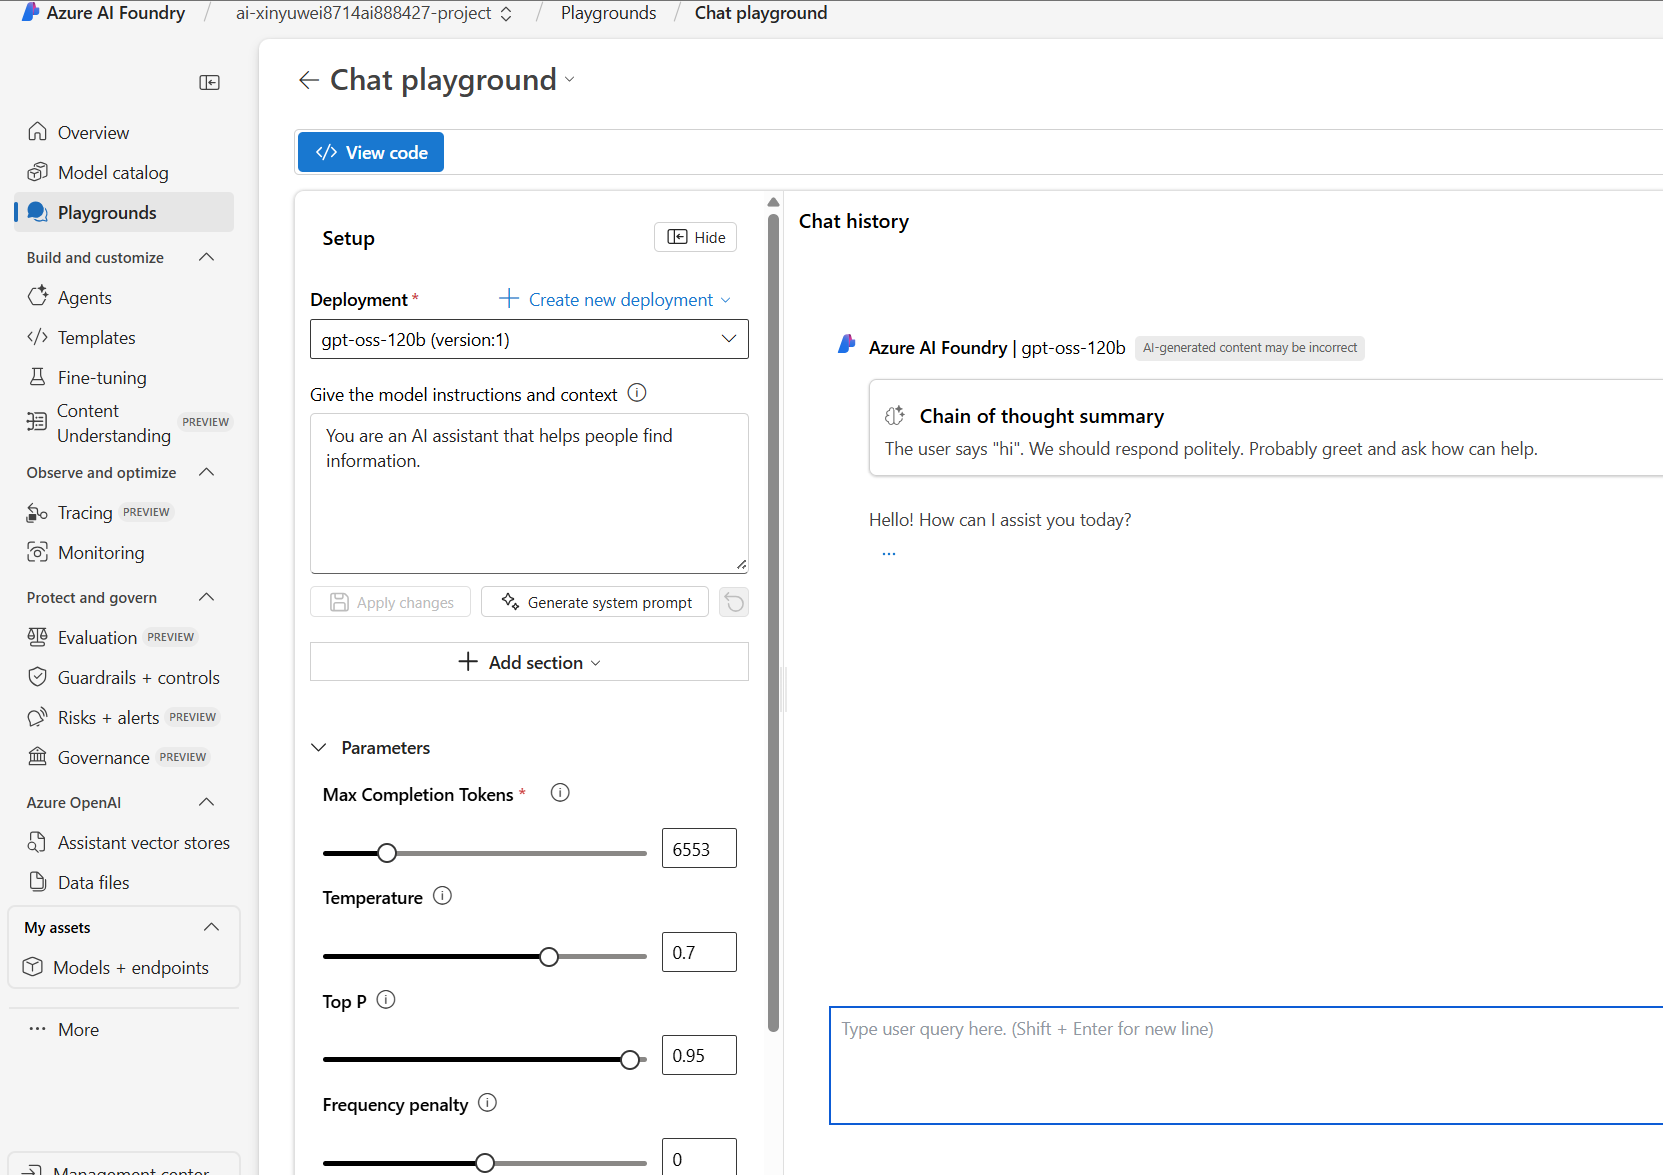 Azure AI Foundry / ai-xinyuwei8714ai888427-project / Playgrounds / Chat playground
Overview
Model catalog
Playgrounds
Build and customize
Agents
Templates
Fine-tuning
Content
Understanding PREVIEW
Observe and optimize
Tracing PREVIEW
Monitoring
Protect and govern
Evaluation PREVIEW
Guardrails + controls
Risks + alerts PREVIEW
Governance PREVIEW
Azure OpenAI
Assistant vector stores
Data files
My assets
Models + endpoints
... More
Management center
Chat playground
</> View code
Setup
Hide
Deployment *
Create new deployment
gpt-oss-120b (version:1)
Give the model instructions and context
You are an AI assistant that helps people find
information.
Apply changes
Generate system prompt
Add section
Parameters
Max Completion Tokens *
6553
Temperature
0.7
Top P
0.95
Frequency penalty
0
Chat history
Azure AI Foundry | gpt-oss-120b AI-generated content may be incorrect
Chain of thought summary
The user says "hi". We should respond politely. Probably greet and ask how can help.
Hello! How can I assist you today?
...
Type user query here. (Shift + Enter for new line)